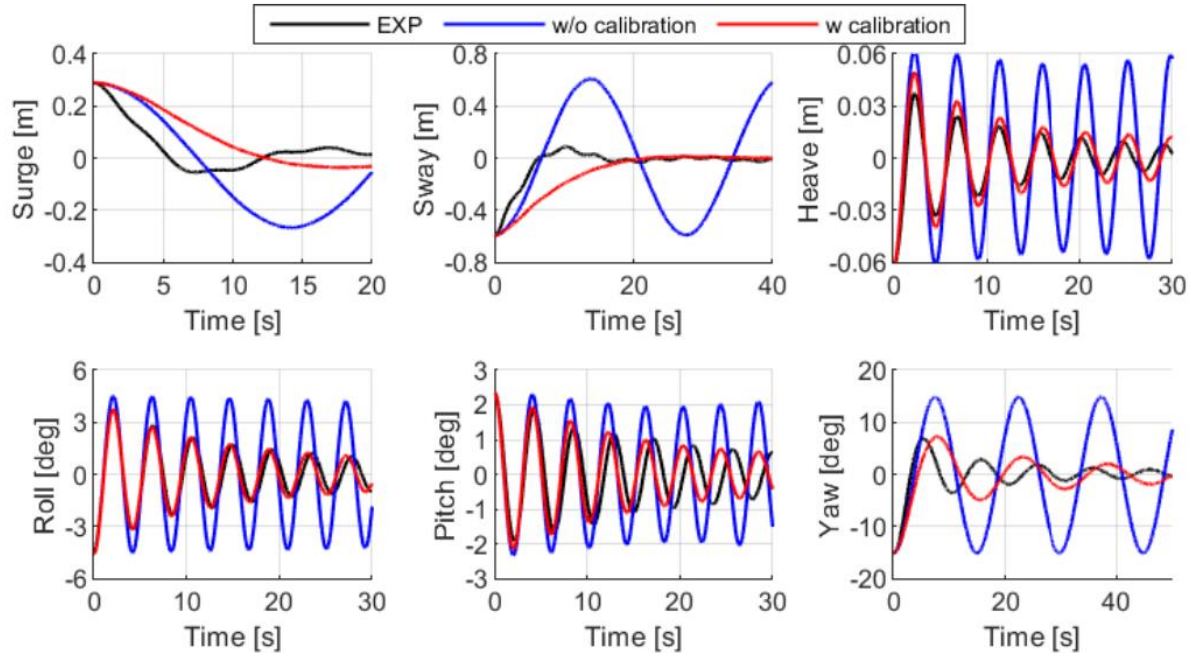 EXP w/o calibration w calibration
0.4
0.2
0
-0.2
-0.4
Surge [m]
0 5 10 15 20
Time [s]
0.8
0.4
0
-0.4
-0.8
Sway [m]
0 20 40
Time [s]
0.06
0.03
0
-0.03
-0.06
Heave [m]
0 10 20 30
Time [s]
6
3
0
-3
-6
Roll [deg]
0 10 20 30
Time [s]
3
2
1
0
-1
-2
-3
Pitch [deg]
0 10 20 30
Time [s]
20
10
0
-10
-20
Yaw [deg]
0 20 40
Time [s]